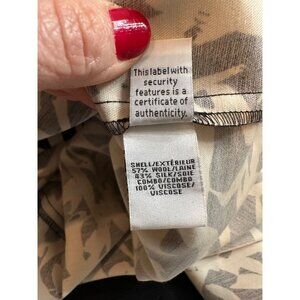 This label with
security
features is a
certificate of
authenticity.
SHELL/EXTÉRIEUR
57% WOOL/LAINE
43% SILK/SOIE
COMBO/COMBO
100% VISCOSE/
VISCOSE